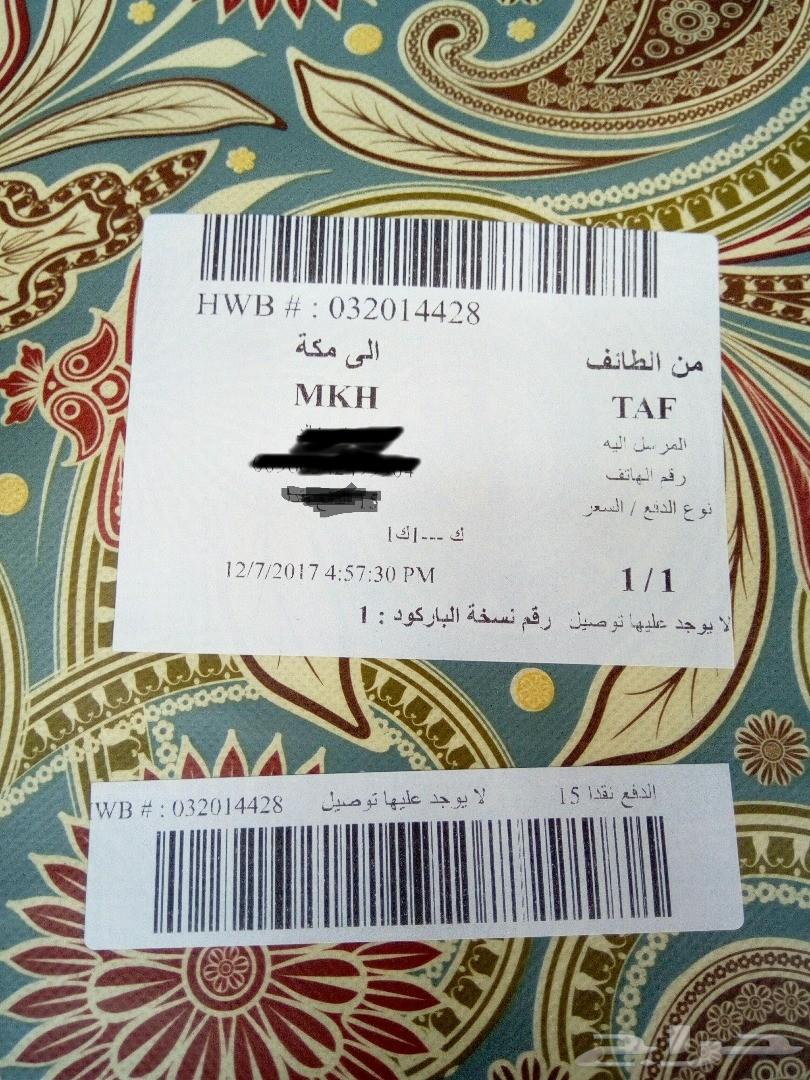 HWB # : 032014428
من الطائف الى مكة
TAF MKH
المرسل اليه
رقم الهاتف
نوع الدفع / السعر
1 / 1 12/7/2017 4:57:30 PM
لا يوجد عليها توصيل رقم نسخة الباركود : 1
الدفع نقدا 15 لا يوجد عليها توصيل WB # : 032014428
حراج